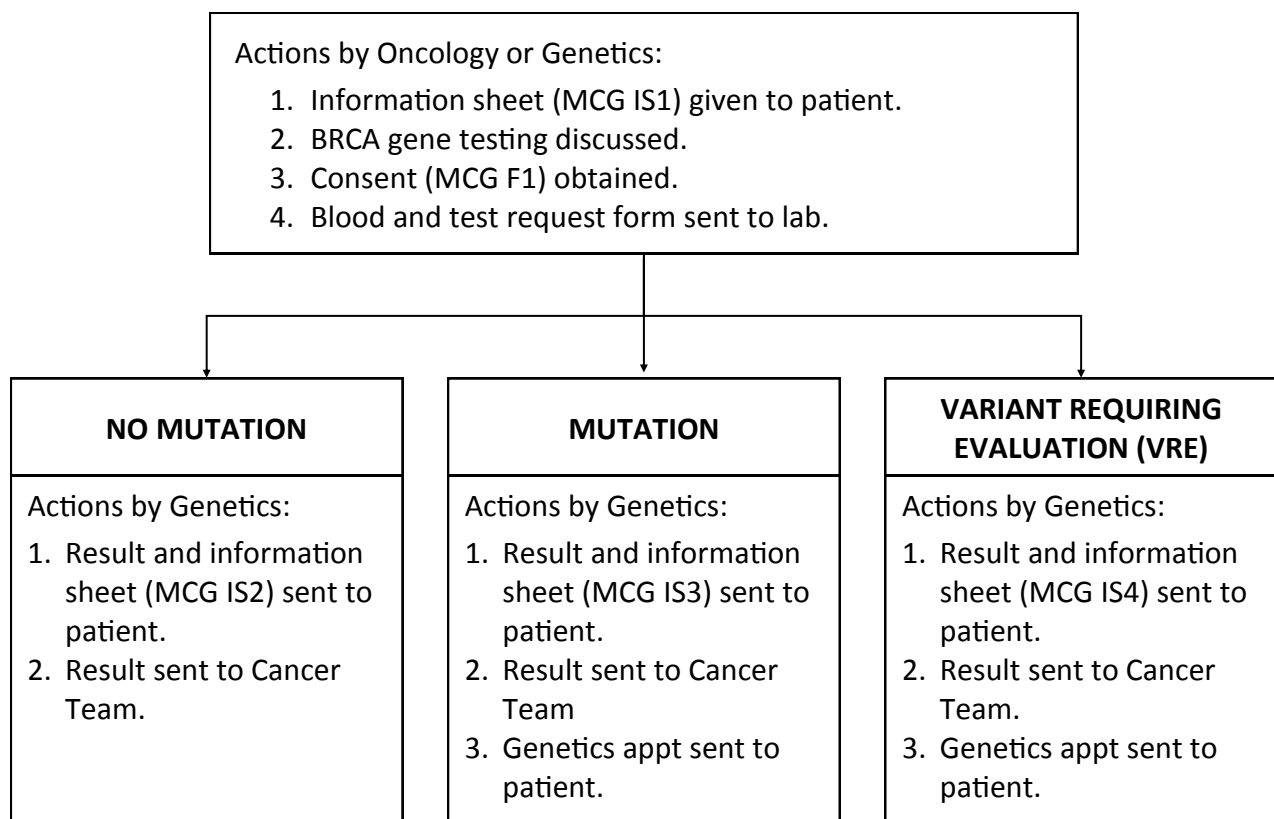 Actions by Oncology or Genetics:
1. Information sheet (MCG IS1) given to patient.
2. BRCA gene testing discussed.
3. Consent (MCG F1) obtained.
4. Blood and test request form sent to lab.
NO MUTATION
Actions by Genetics:
1. Result and information
sheet (MCG IS2) sent to
patient.
2. Result sent to Cancer
Team.
MUTATION
Actions by Genetics:
1. Result and information
sheet (MCG IS3) sent to
patient.
2. Result sent to Cancer
Team
3. Genetics appt sent to
patient.
VARIANT REQUIRING
EVALUATION (VRE)
Actions by Genetics:
1. Result and information
sheet (MCG IS4) sent to
patient.
2. Result sent to Cancer
Team.
3. Genetics appt sent to
patient.